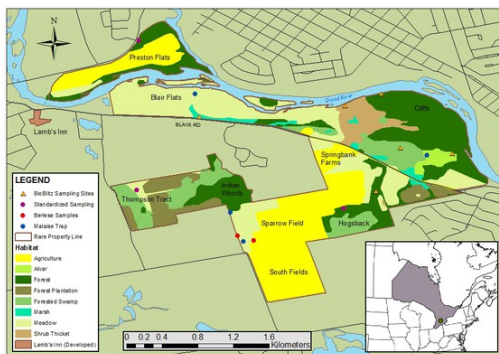 N
Preston Flats
Blair Flats
Grand River
Cliffs
BLAIR RD
Lamb's Inn
Springbank
Farms
Indian
Woods
Thompson Tract
Sparrow Field
Hogsback
South Fields
LEGEND
BioBlitz Sampling Sites
Standardized Sampling
Berlese Samples
Malaise Trap
Rare Property Line
Habitat
Agriculture
Alvar
Forest
Forest Plantation
Forested Swamp
Marsh
Meadow
Shrub Thicket
Lamb's Inn (Developed)
0 0.2 0.4 0.8 1.2 1.6
Kilometers